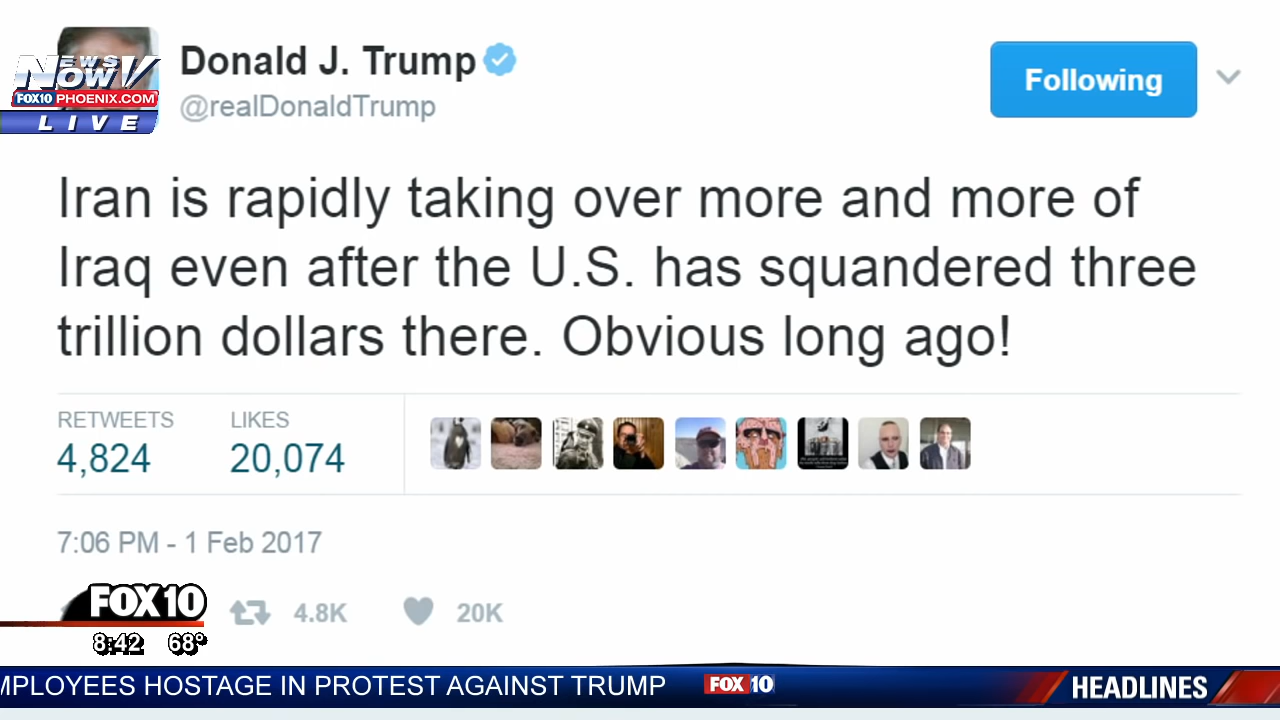 NEWS
NOW
FOX10 PHOENIX.COM
LIVE
Donald J. Trump
@realDonaldTrump
Following
Iran is rapidly taking over more and more of
Iraq even after the U.S. has squandered three
trillion dollars there. Obvious long ago!
RETWEETS LIKES
4,824 20,074
7:06 PM - 1 Feb 2017
FOX 10
4.8K 20K
8:42 68°
MPLOYEES HOSTAGE IN PROTEST AGAINST TRUMP FOX 10 HEADLINES